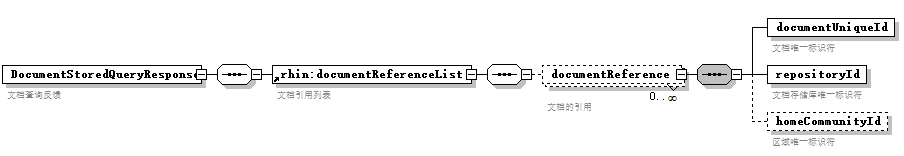 documentUniqueId
文档唯一标识符
DocumentStoredQueryResponse
文档查询反馈
rhin:documentReferenceList
文档引用列表
documentReference
0..∞
文档的引用
repositoryId
文档存储库唯一标识符
homeCommunityId
区域唯一标识符